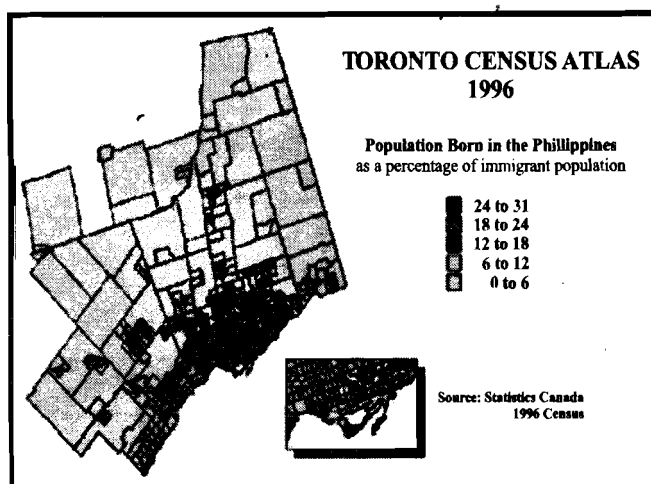 TORONTO CENSUS ATLAS
1996
Population Born in the Phillippines
as a percentage of immigrant population
24 to 31
18 to 24
12 to 18
6 to 12
0 to 6
Source: Statistics Canada
1996 Census